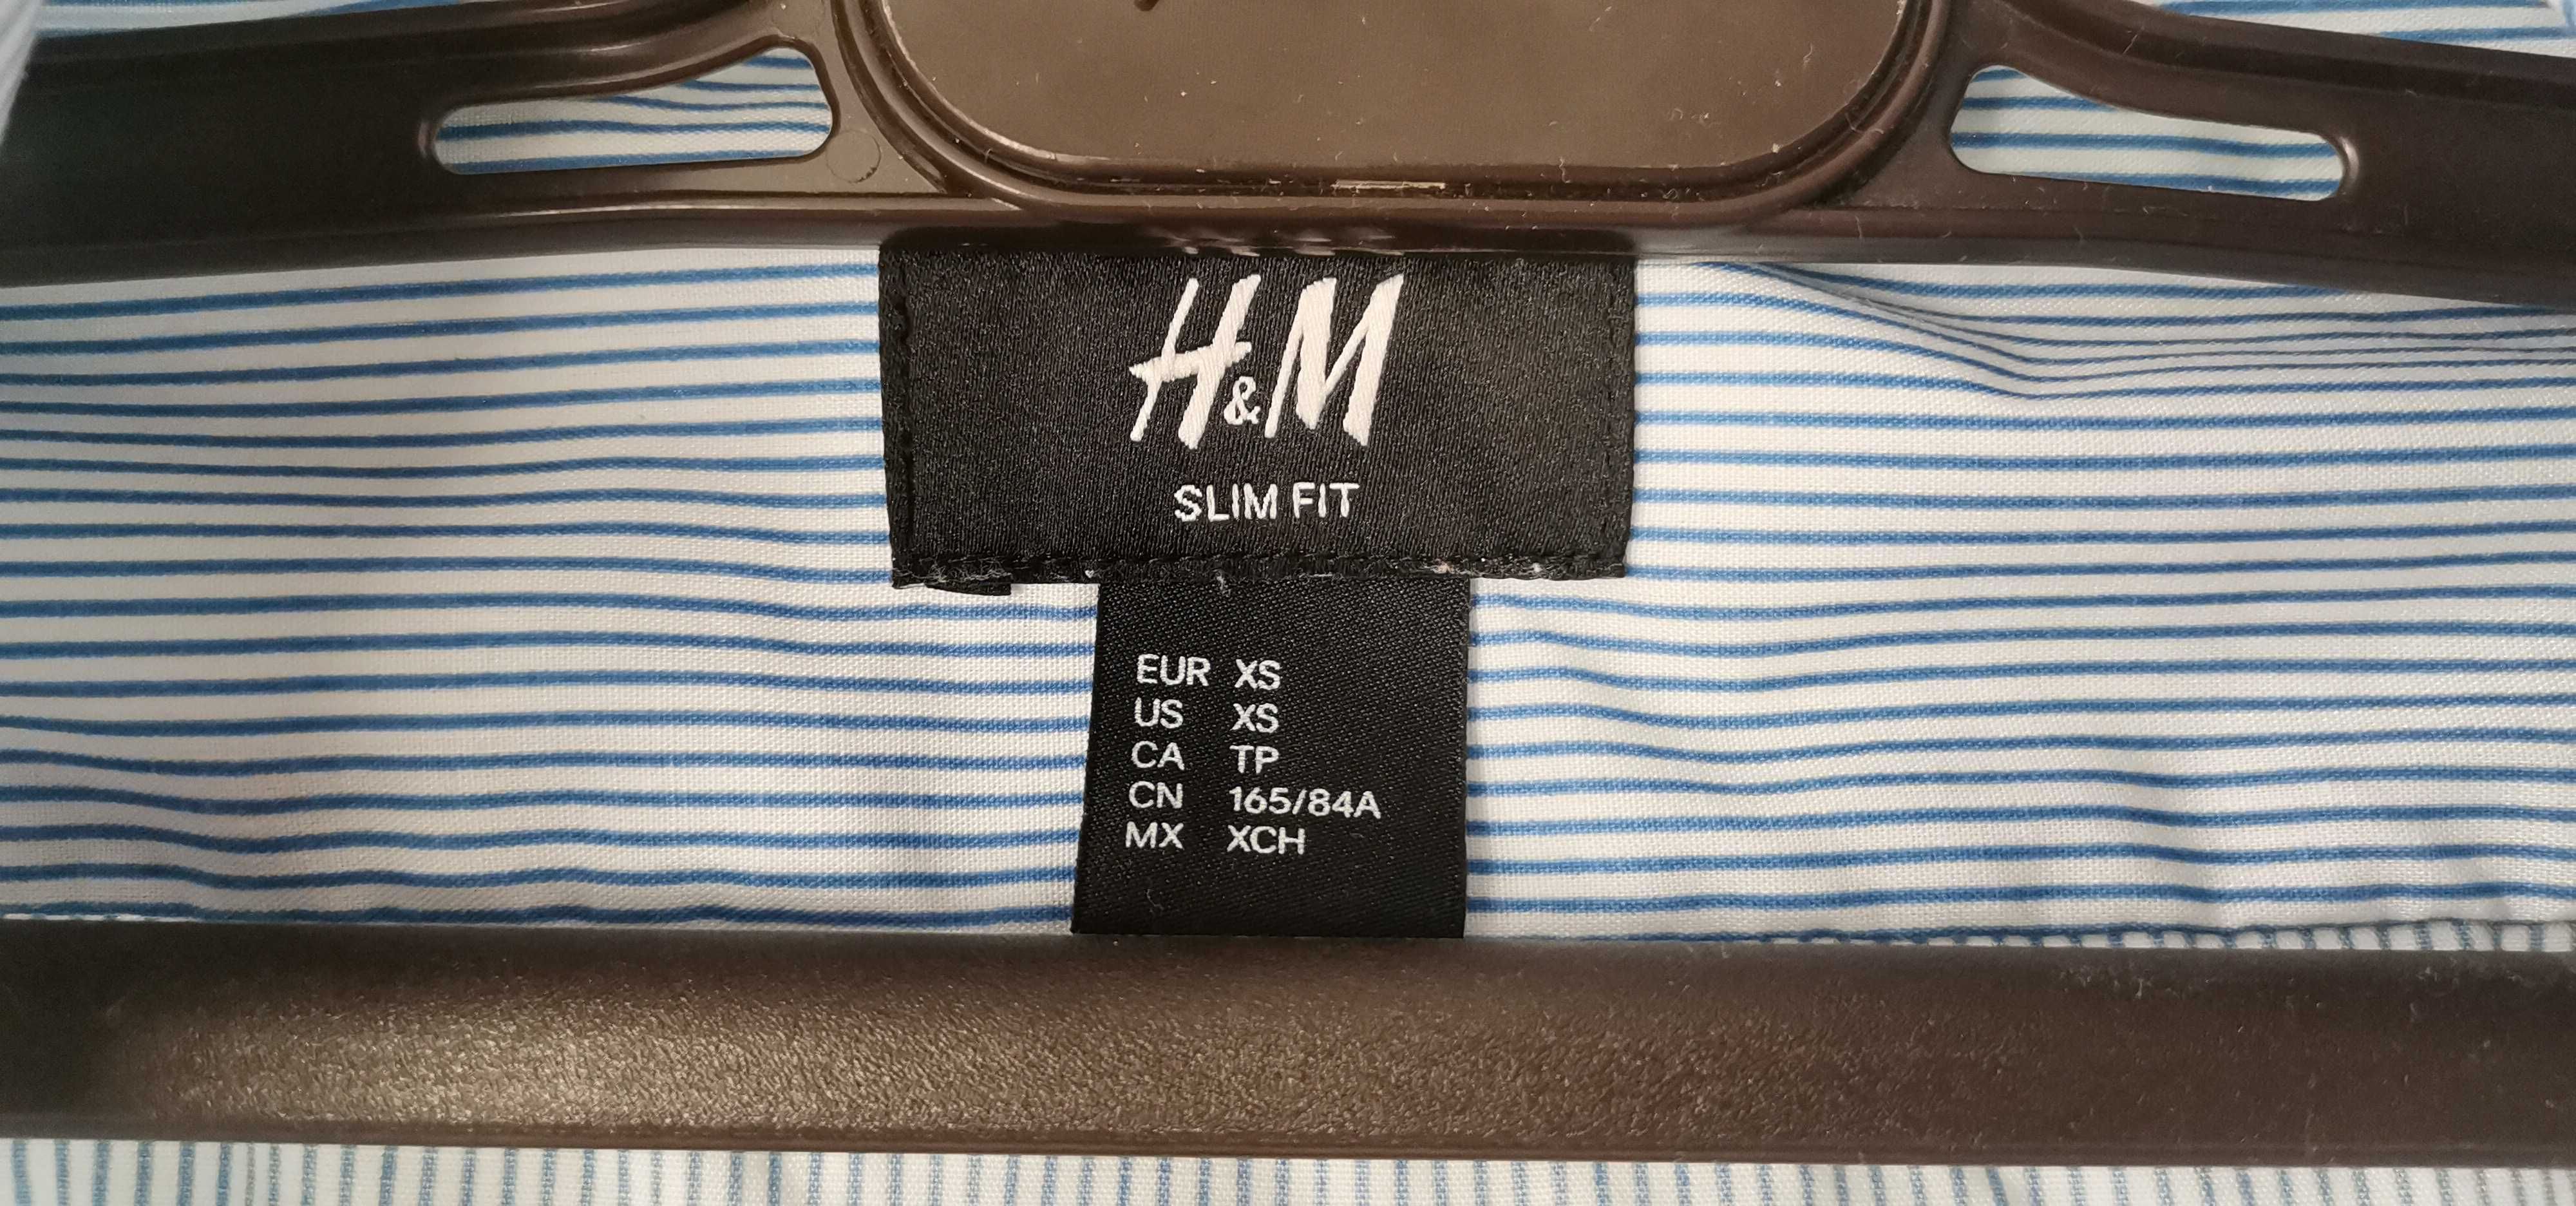 H&M
SLIM FIT
EUR XS
US XS
CA TP
CN 165/84A
MX XCH